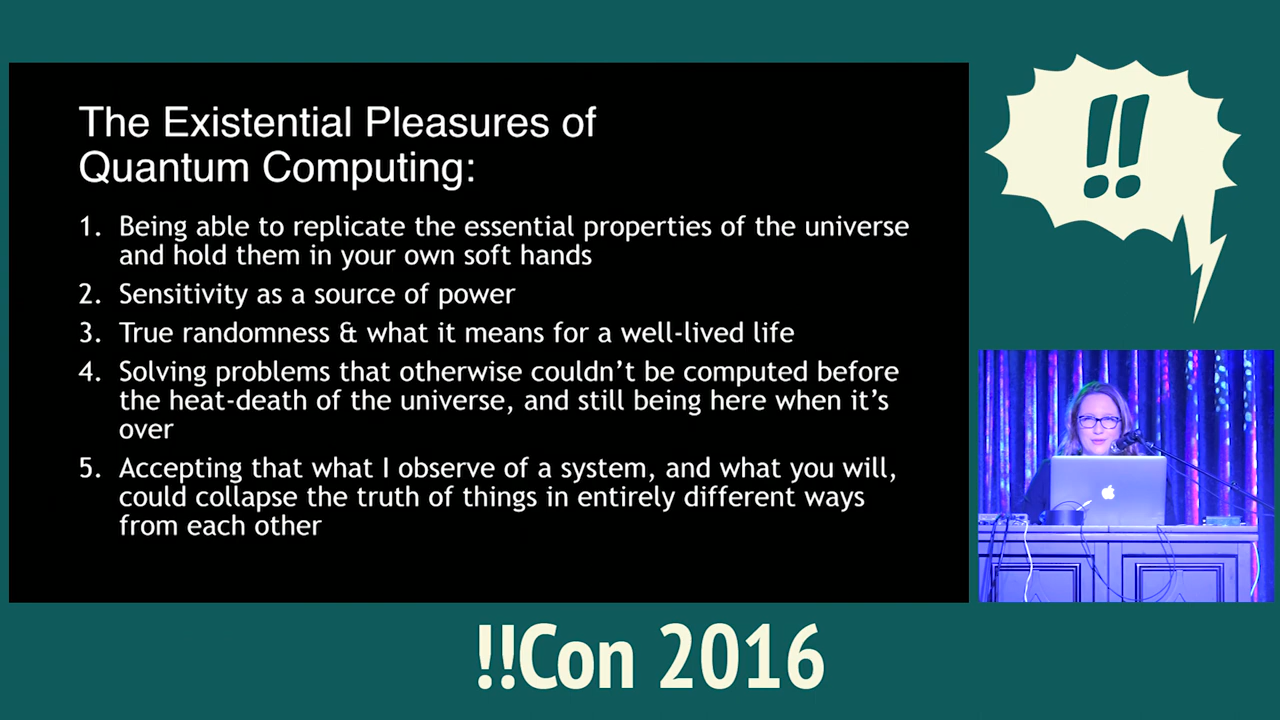 The Existential Pleasures of
Quantum Computing:
1. Being able to replicate the essential properties of the universe
and hold them in your own soft hands
2. Sensitivity as a source of power
3. True randomness & what it means for a well-lived life
4. Solving problems that otherwise couldn't be computed before
the heat-death of the universe, and still being here when it's
over
5. Accepting that what I observe of a system, and what you will,
could collapse the truth of things in entirely different ways
from each other
!!
!!Con 2016